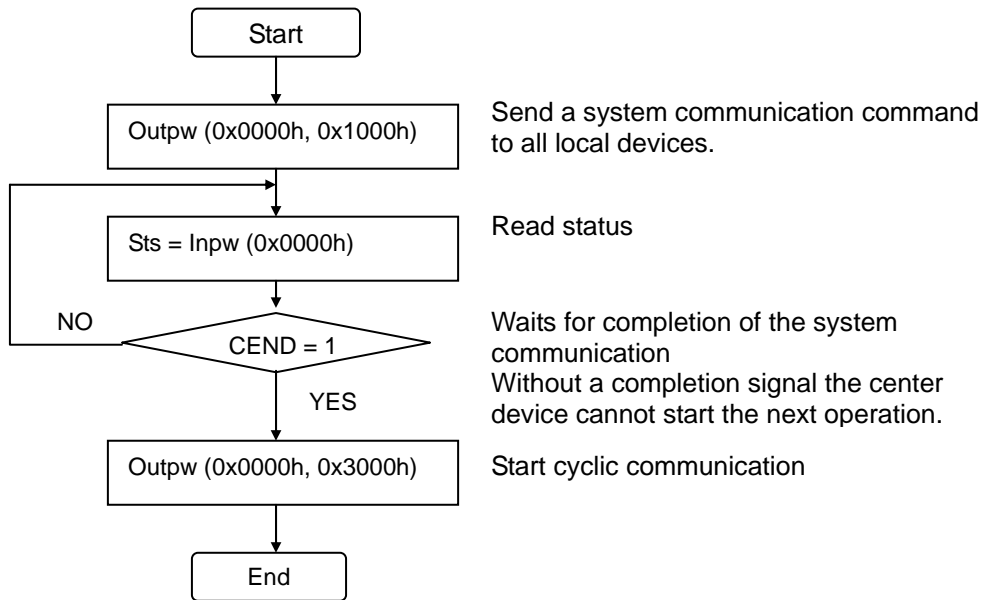 Start
Outpw (0x0000h, 0x1000h)
Send a system communication command
to all local devices.
Sts = Inpw (0x0000h)
Read status
NO
CEND = 1
Waits for completion of the system
communication
Without a completion signal the center
device cannot start the next operation.
YES
Outpw (0x0000h, 0x3000h)
Start cyclic communication
End